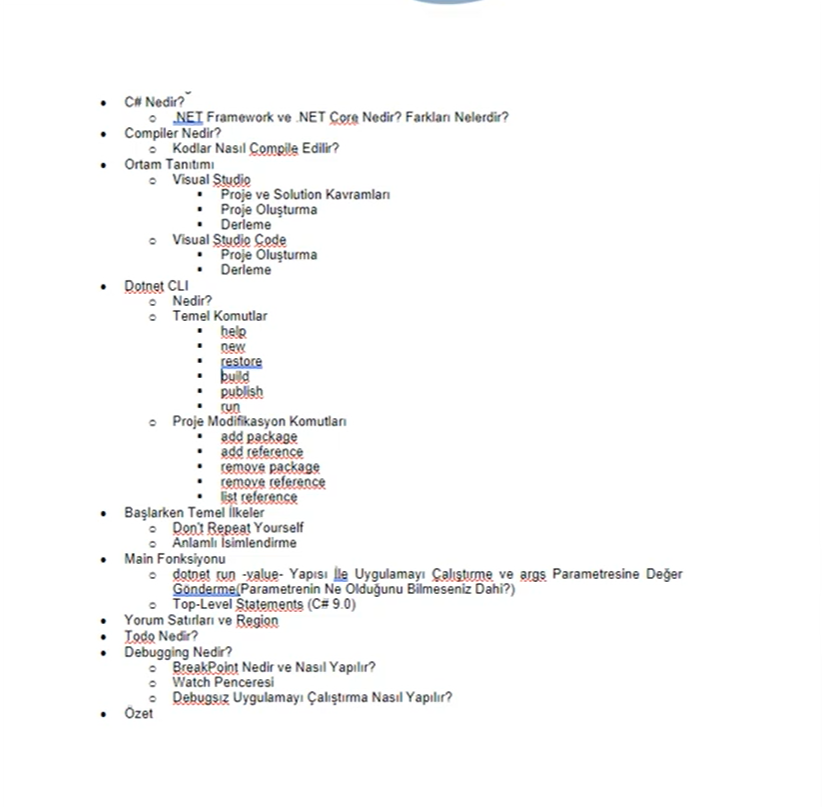 C# Nedir?
.NET Framework ve .NET Core Nedir? Farkları Nelerdir?
Compiler Nedir?
Kodlar Nasıl Compile Edilir?
Ortam Tanıtımı
Visual Studio
Proje ve Solution Kavramları
Proje Oluşturma
Derleme
Visual Studio Code
Proje Oluşturma
Derleme
Dotnet CLI
Nedir?
Temel Komutlar
help
new
restore
build
publish
run
Proje Modifikasyon Komutları
add package
add reference
remove package
remove reference
list reference
Başlarken Temel İlkeler
Don't Repeat Yourself
Anlamlı İsimlendirme
Main Fonksiyonu
dotnet run -value- Yapısı İle Uygulamayı Çalıştırme ve args Parametresine Değer
Gönderme(Parametrenin Ne Olduğunu Bilmeseniz Dahi?)
Top-Level Statements (C# 9.0)
Yorum Satırları ve Region
Todo Nedir?
Debugging Nedir?
BreakPoint Nedir ve Nasıl Yapılır?
Watch Penceresi
Debugsız Uygulamayı Çalıştırma Nasıl Yapılır?
Özet